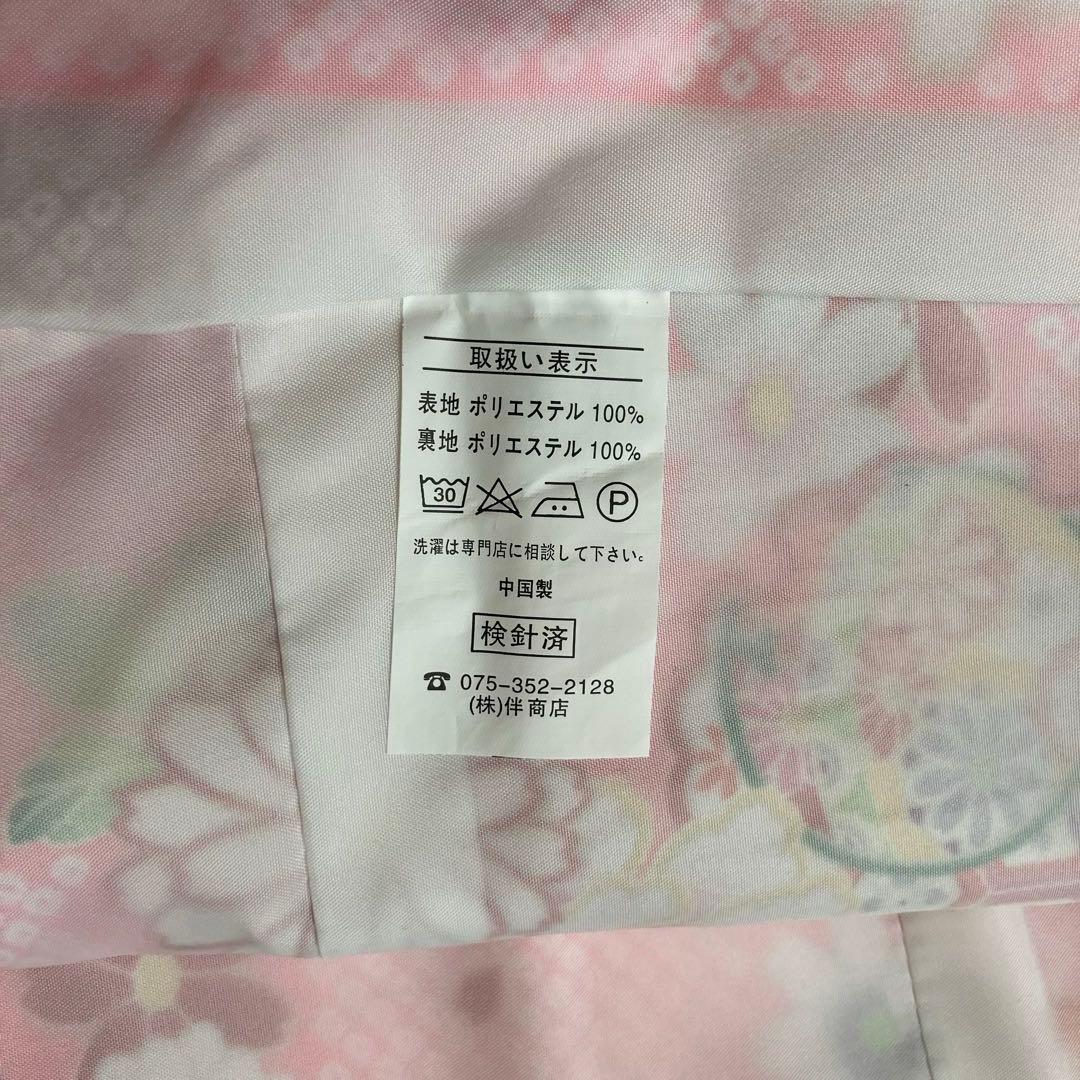 取扱い表示
表地 ポリエステル 100%
裏地 ポリエステル 100%
30 P
洗濯は専門店に相談して下さい。
中国製
検針済
☎ 075-352-2128
(株)伴商店